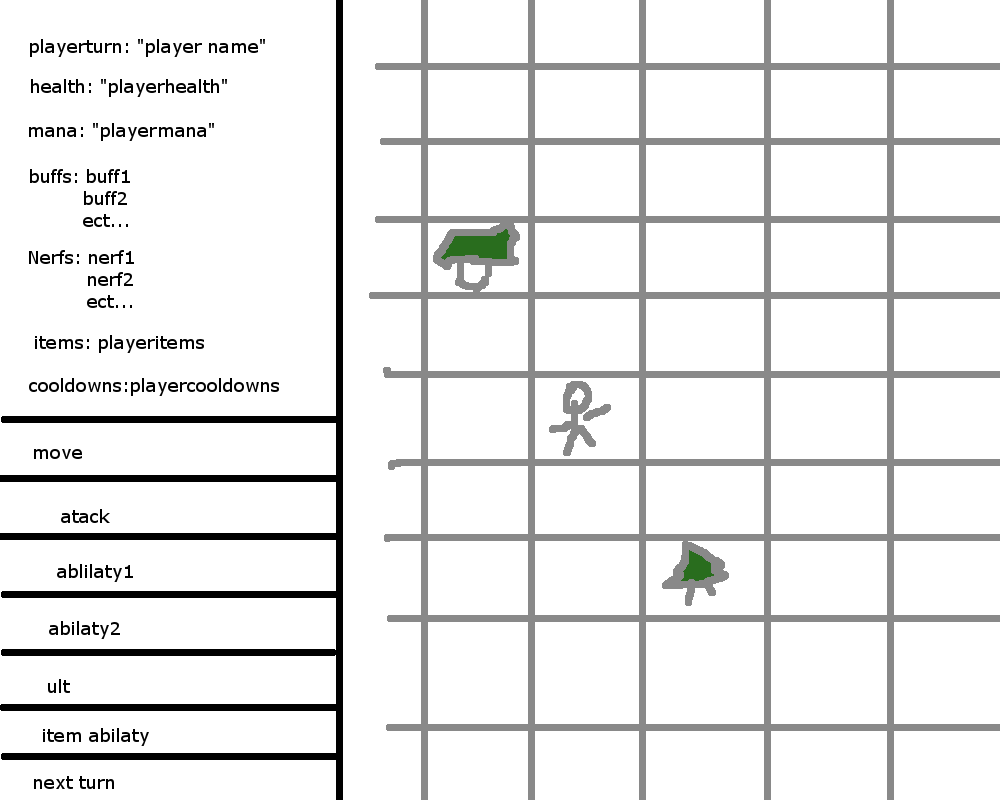 playerturn: "player name"
health: "playerhealth"
mana: "playermana"
buffs: buff1
buff2
ect...
Nerfs: nerf1
nerf2
ect...
items: playeritems
cooldowns:playercooldowns
move
atack
ablilaty1
abilaty2
ult
item abilaty
next turn